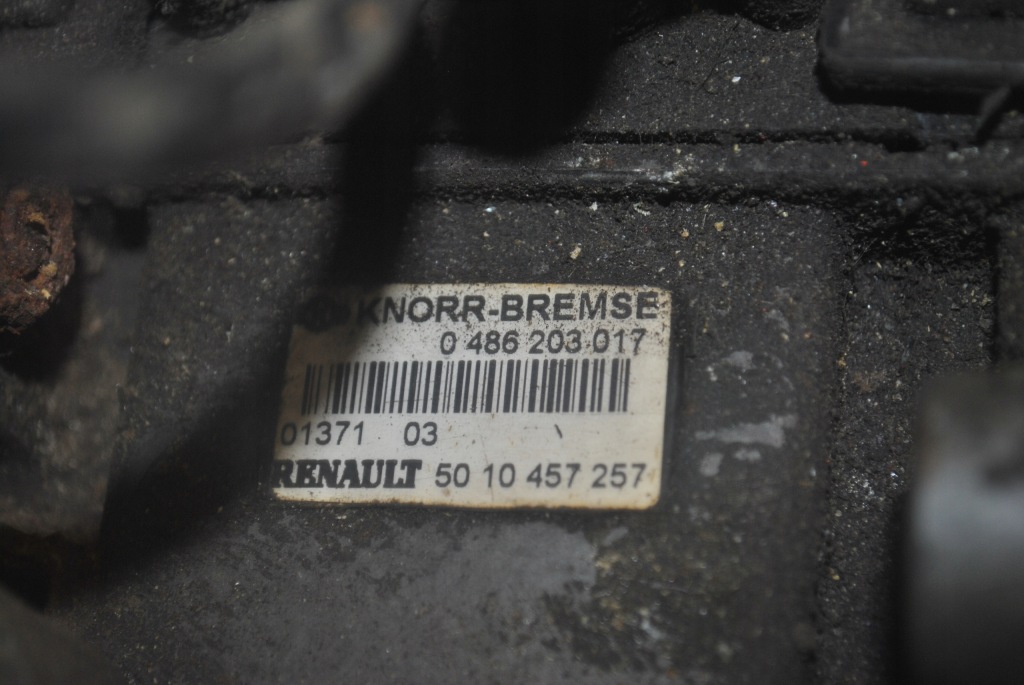 KNORR-BREMSE
0 486 203 017
01371 03
RENAULT 50 10 457 257